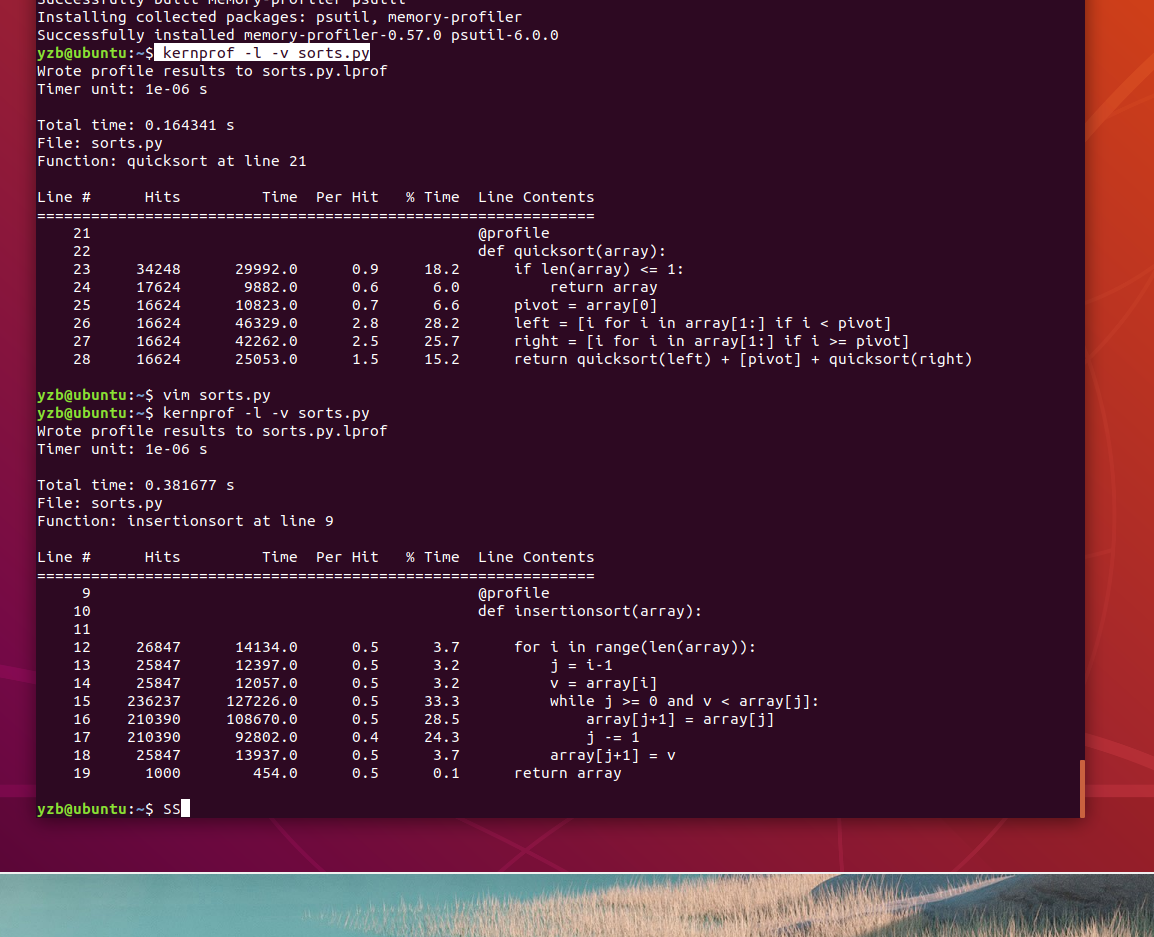 Successfully built memory-profiler psutil
Installing collected packages: psutil, memory-profiler
Successfully installed memory-profiler-0.57.0 psutil-6.0.0
yzb@ubuntu:~$ kernprof -l -v sorts.py
Wrote profile results to sorts.py.lprof
Timer unit: 1e-06 s

Total time: 0.164341 s
File: sorts.py
Function: quicksort at line 21

Line #      Hits         Time  Per Hit   % Time  Line Contents
==============================================================
    21                                           @profile
    22                                           def quicksort(array):
    23     34248      29992.0      0.9     18.2      if len(array) <= 1:
    24     17624       9882.0      0.6      6.0          return array
    25     16624      10823.0      0.7      6.6      pivot = array[0]
    26     16624      46329.0      2.8     28.2      left = [i for i in array[1:] if i < pivot]
    27     16624      42262.0      2.5     25.7      right = [i for i in array[1:] if i >= pivot]
    28     16624      25053.0      1.5     15.2      return quicksort(left) + [pivot] + quicksort(right)

yzb@ubuntu:~$ vim sorts.py
yzb@ubuntu:~$ kernprof -l -v sorts.py
Wrote profile results to sorts.py.lprof
Timer unit: 1e-06 s

Total time: 0.381677 s
File: sorts.py
Function: insertionsort at line 9

Line #      Hits         Time  Per Hit   % Time  Line Contents
==============================================================
     9                                           @profile
    10                                           def insertionsort(array):
    11
    12     26847      14134.0      0.5      3.7      for i in range(len(array)):
    13     25847      12397.0      0.5      3.2          j = i-1
    14     25847      12057.0      0.5      3.2          v = array[i]
    15    236237     127226.0      0.5     33.3          while j >= 0 and v < array[j]:
    16    210390     108670.0      0.5     28.5              array[j+1] = array[j]
    17    210390      92802.0      0.4     24.3              j -= 1
    18     25847      13937.0      0.5      3.7          array[j+1] = v
    19      1000        454.0      0.5      0.1      return array

yzb@ubuntu:~$ SS